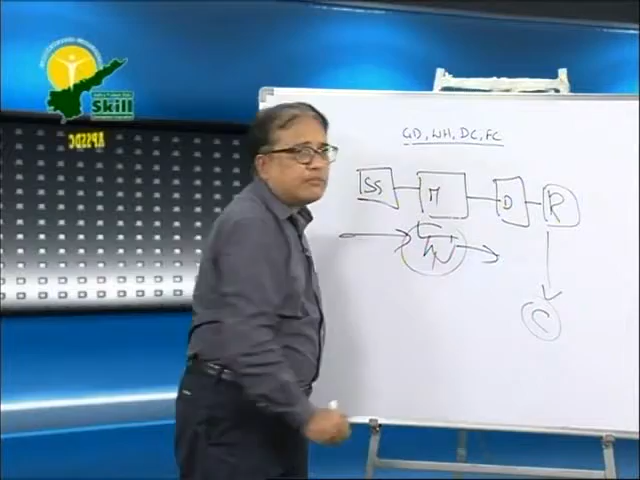 Skill
APSSDC
GD, WH, DC, FC
SS M D R
C